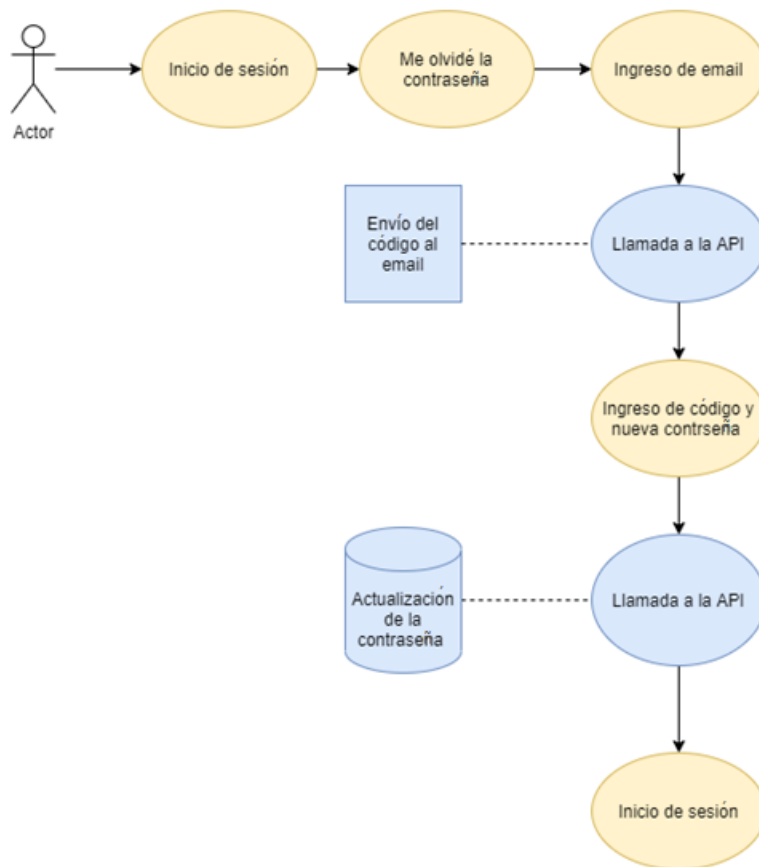 Actor
Inicio de sesión
Me olvidé la
contraseña
Ingreso de email
Envío del
código al
email
Llamada a la API
Ingreso de código y
nueva contrseña
Actualización
de la
contraseña
Llamada a la API
Inicio de sesión